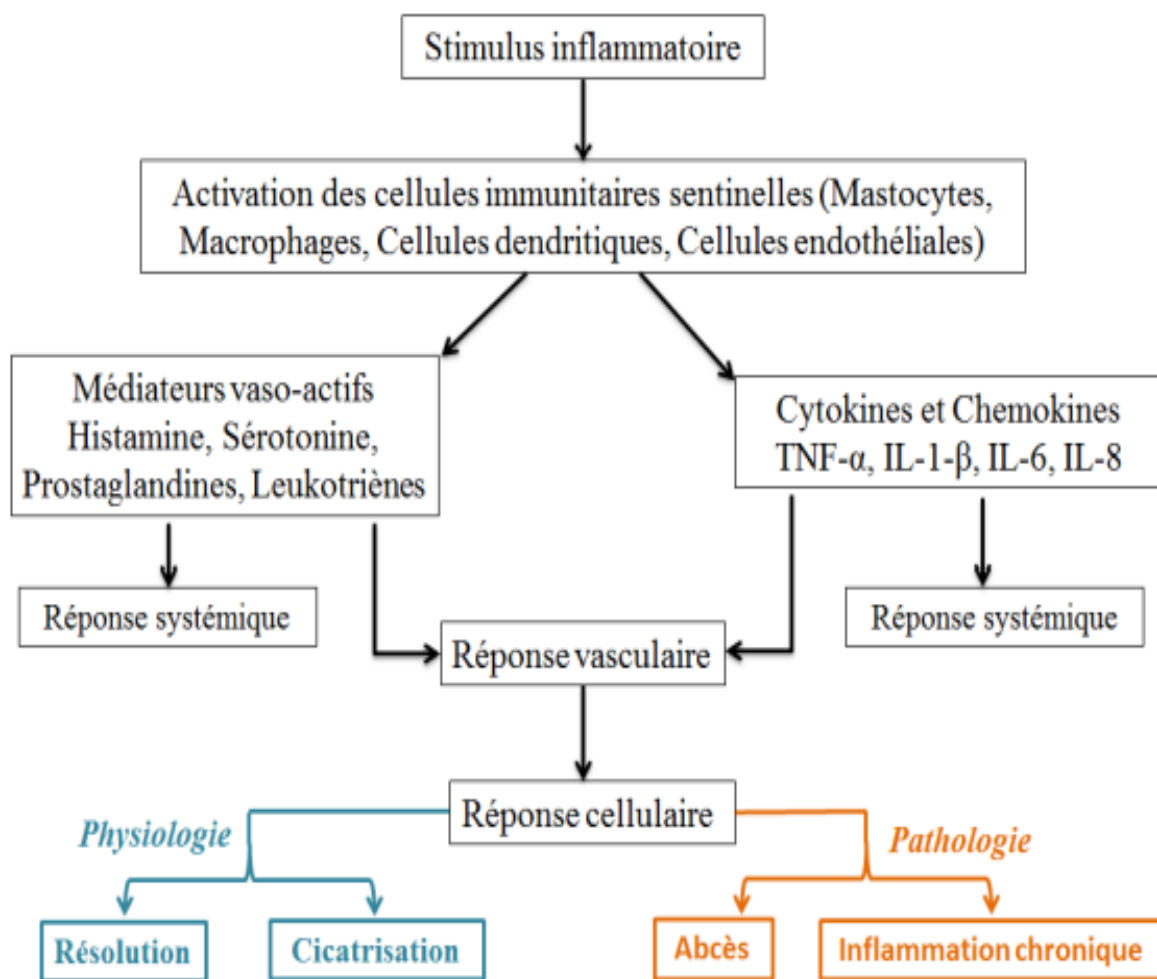 Stimulus inflammatoire
Activation des cellules immunitaires sentinelles (Mastocytes,
Macrophages, Cellules dendritiques, Cellules endothéliales)
Médiateurs vaso-actifs
Histamine, Sérotonine,
Prostaglandines, Leukotriènes
Cytokines et Chemokines
TNF-α, IL-1-β, IL-6, IL-8
Réponse systémique
Réponse vasculaire
Réponse systémique
Réponse cellulaire
Physiologie
Pathologie
Résolution
Cicatrisation
Abcès
Inflammation chronique